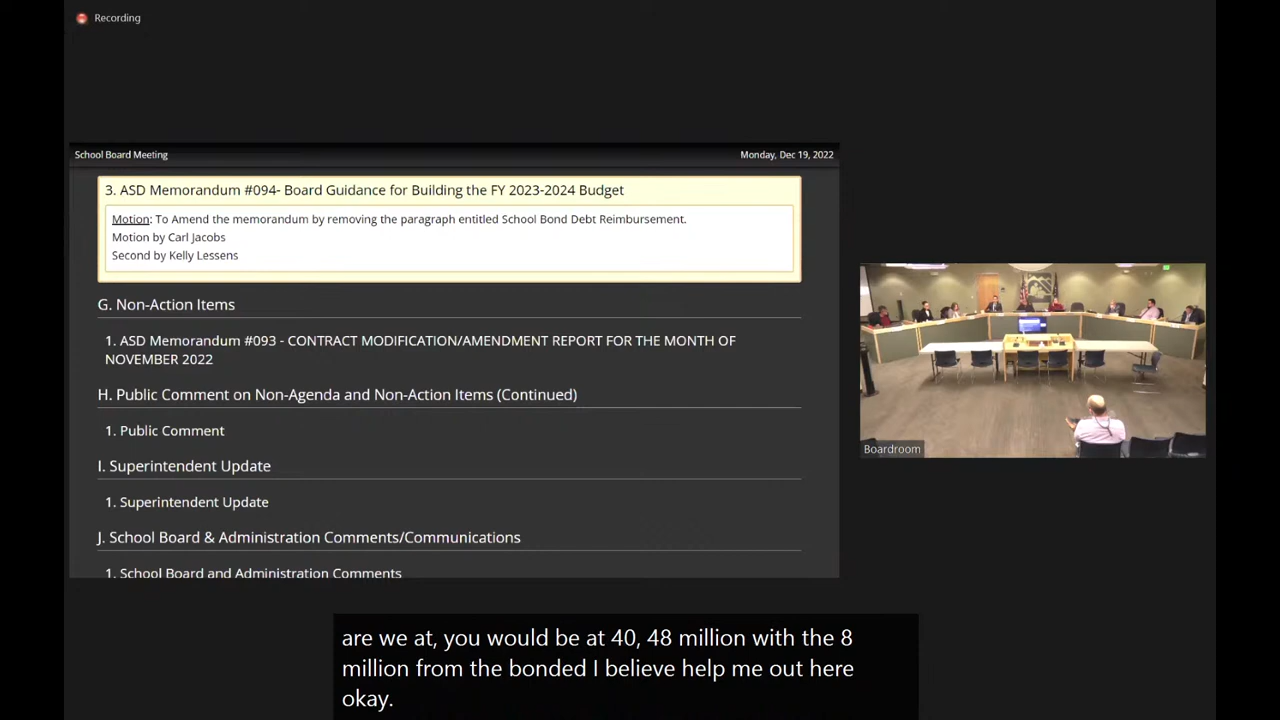 Recording
School Board Meeting
Monday, Dec 19, 2022
3. ASD Memorandum #094- Board Guidance for Building the FY 2023-2024 Budget
Motion: To Amend the memorandum by removing the paragraph entitled School Bond Debt Reimbursement.
Motion by Carl Jacobs
Second by Kelly Lessens
G. Non-Action Items
1. ASD Memorandum #093 - CONTRACT MODIFICATION/AMENDMENT REPORT FOR THE MONTH OF
NOVEMBER 2022
H. Public Comment on Non-Agenda and Non-Action Items (Continued)
1. Public Comment
I. Superintendent Update
1. Superintendent Update
J. School Board & Administration Comments/Communications
1. School Board and Administration Comments
Boardroom
are we at, you would be at 40, 48 million with the 8
million from the bonded I believe help me out here
okay.